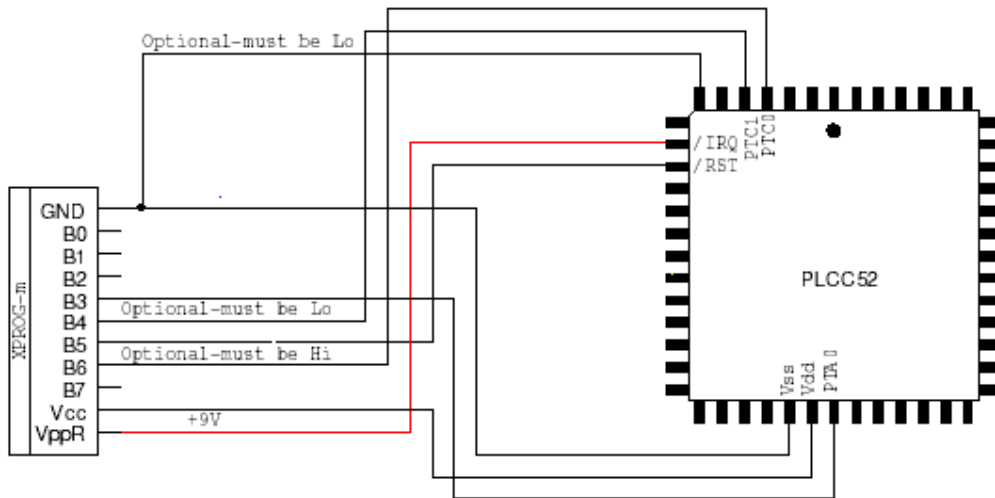 Optional-must be Lo
PTC1
PTC0
/IRQ
/RST
XPROG-m
GND
B0
B1
B2
B3
Optional-must be Lo
B4
B5
Optional-must be Hi
B6
B7
Vcc
+9V
VppR
PLCC52
Vss
Vdd
PTA0